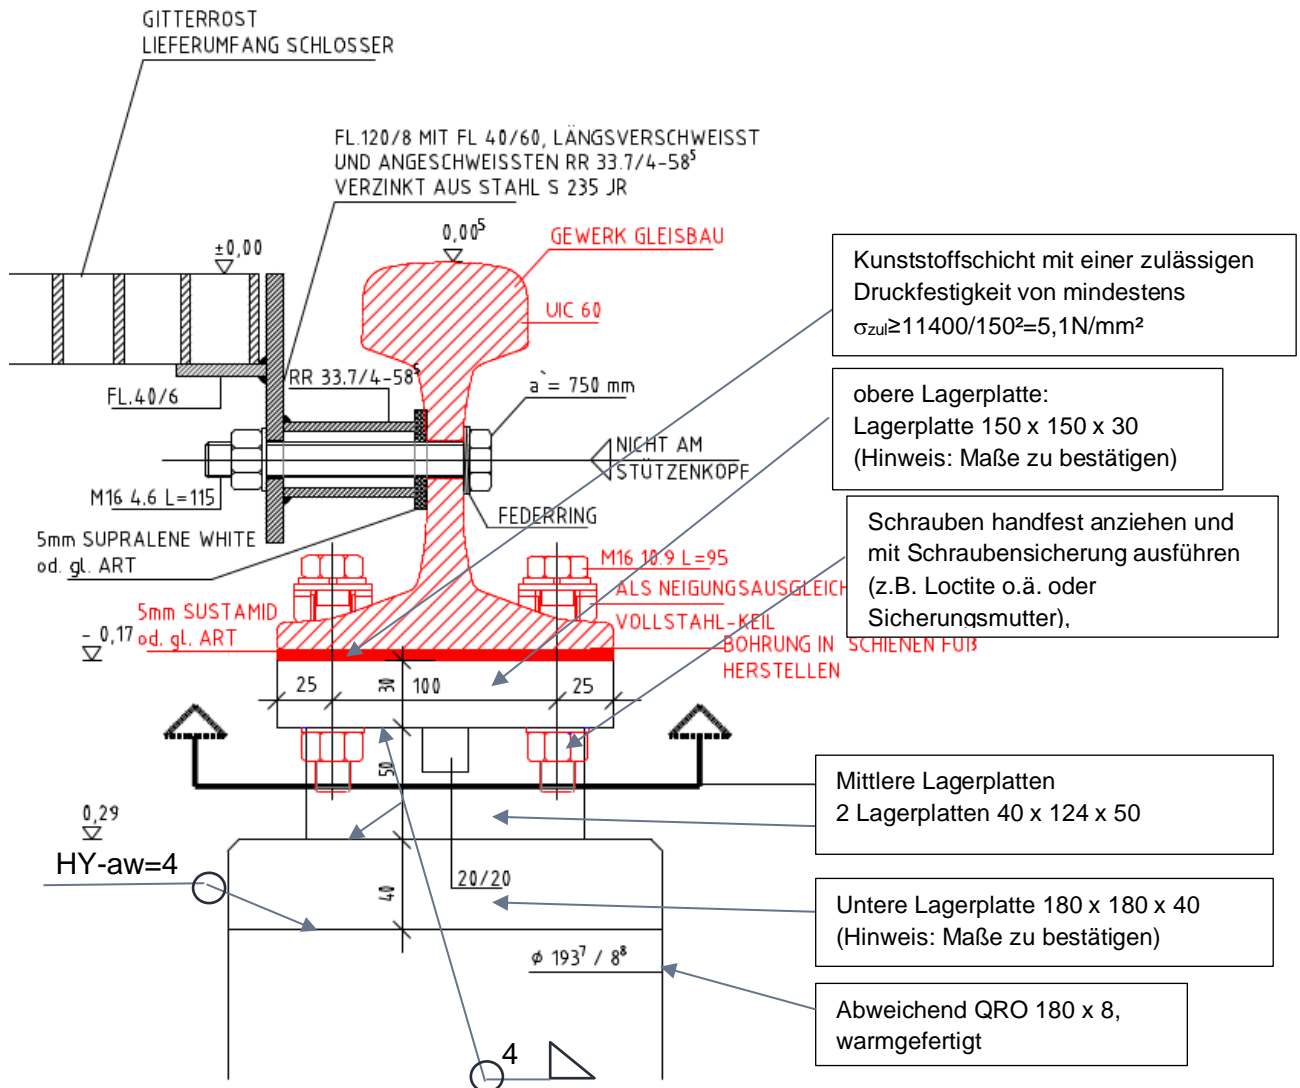 GITTERROST
LIEFERUMFANG SCHLOSSER
FL.120/8 MIT FL 40/60, LÄNGSVERSCHWEISST
UND ANGESCHWEISSTEN RR 33.7/4-58⁵
VERZINKT AUS STAHL S 235 JR
±0,00
0,00⁵
GEWERK GLEISBAU
UIC 60
Kunststoffschicht mit einer zulässigen
Druckfestigkeit von mindestens
σzul≥11400/150²=5,1N/mm²
RR 33.7/4-58⁵
FL.40/6
a`= 750 mm
obere Lagerplatte:
Lagerplatte 150 x 150 x 30
(Hinweis: Maße zu bestätigen)
NICHT AM
STÜTZENKOPF
M16 4.6 L=115
FEDERRING
5mm SUPRALENE WHITE
od. gl. ART
Schrauben handfest anziehen und
mit Schraubensicherung ausführen
(z.B. Loctite o.ä. oder
Sicherungsmutter),
M16 10.9 L=95
ALS NEIGUNGSAUSGLEICH
VOLLSTAHL-KEIL
5mm SUSTAMID
od. gl. ART
BOHRUNG IN SCHIENEN FUß
HERSTELLEN
- 0,17
25
30
100
25
50
Mittlere Lagerplatten
2 Lagerplatten 40 x 124 x 50
0,29
HY-aw=4
20/20
40
Untere Lagerplatte 180 x 180 x 40
(Hinweis: Maße zu bestätigen)
ϕ 193⁷ / 8⁸
Abweichend QRO 180 x 8,
warmgefertigt
4